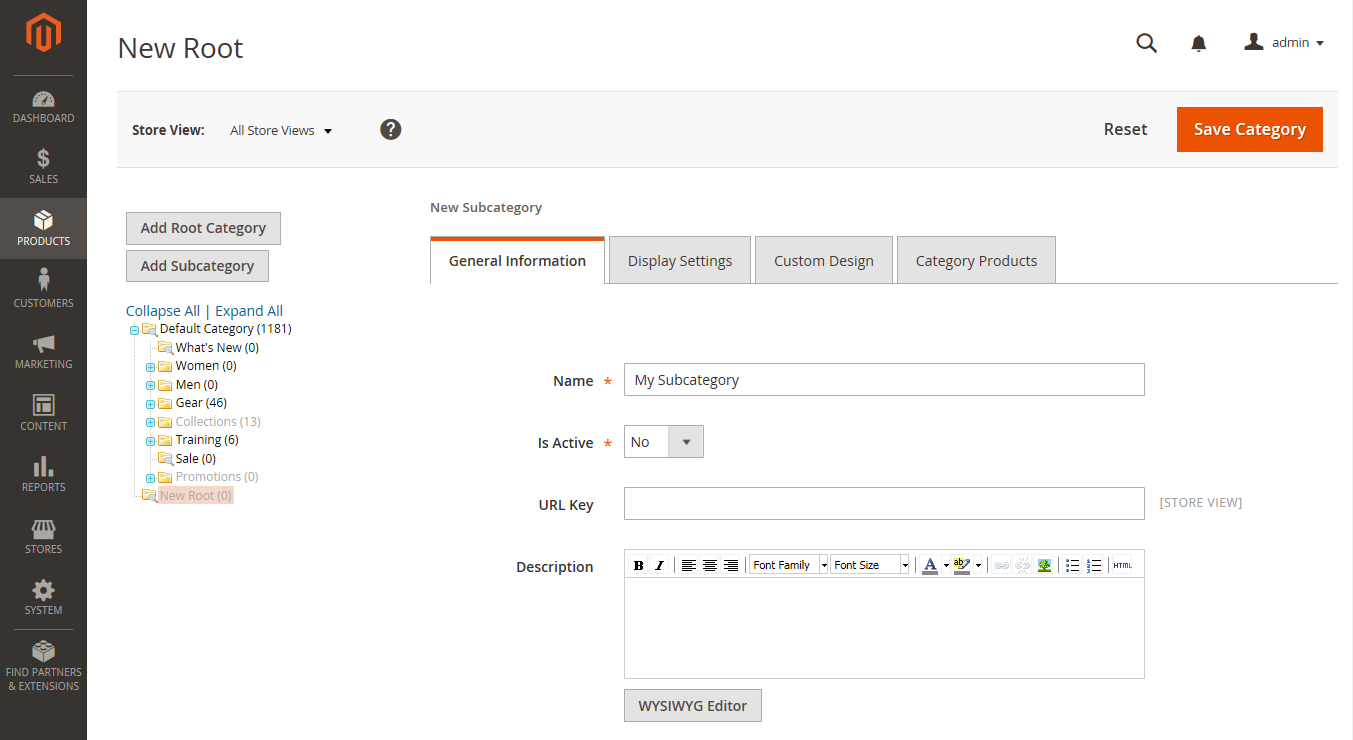 New Root
admin
DASHBOARD
SALES
PRODUCTS
CUSTOMERS
MARKETING
CONTENT
REPORTS
STORES
SYSTEM
FIND PARTNERS
& EXTENSIONS
Store View: All Store Views ?
Reset
Save Category
Add Root Category
Add Subcategory
Collapse All | Expand All
Default Category (1181)
What's New (0)
Women (0)
Men (0)
Gear (46)
Collections (13)
Training (6)
Sale (0)
Promotions (0)
New Root (0)
New Subcategory
General Information
Display Settings
Custom Design
Category Products
Name * My Subcategory
Is Active * No
URL Key [STORE VIEW]
Description
B I Font Family Font Size A ab HTML
WYSIWYG Editor